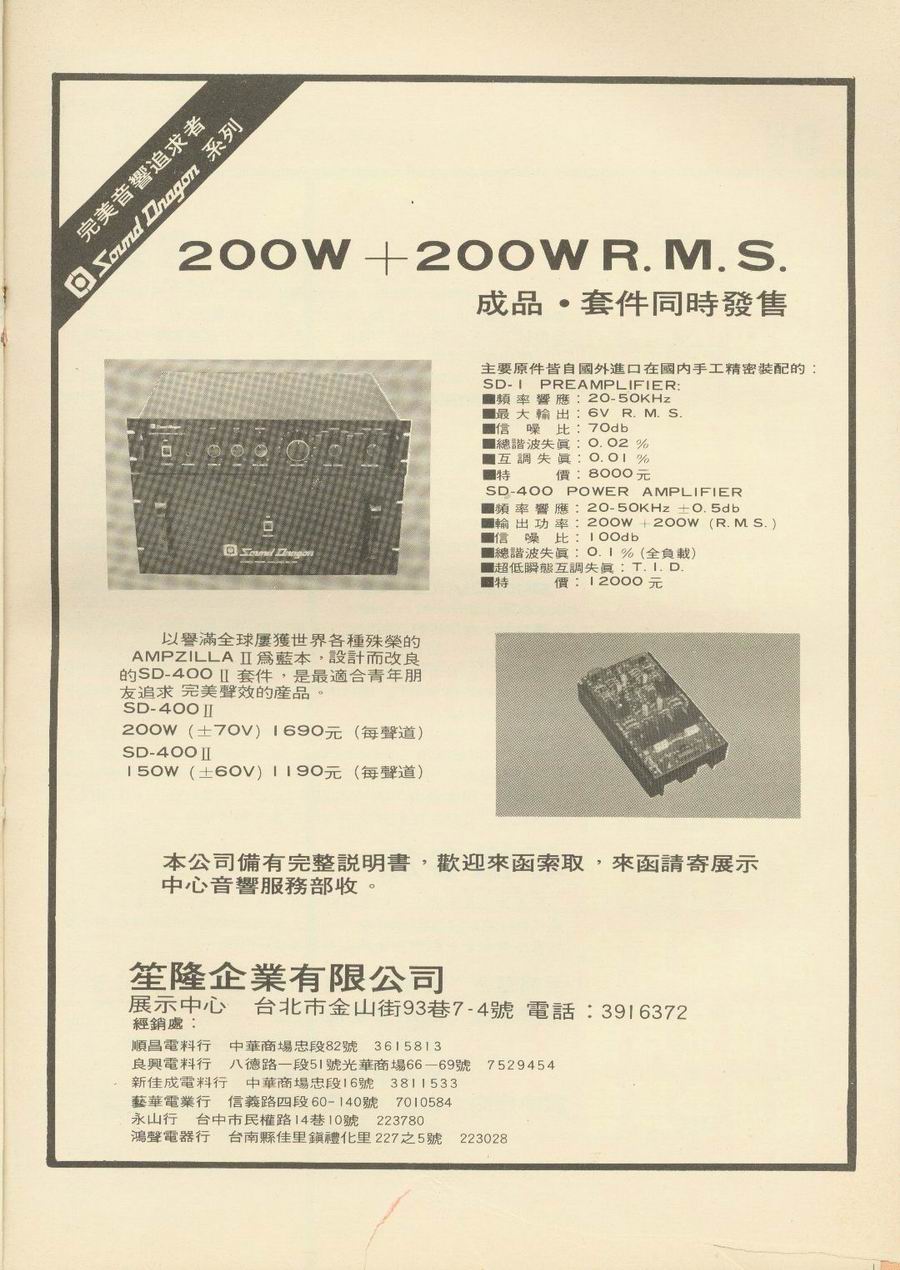 完美音響追求者
Sound Dragon 系列
200W+200W R.M.S.
成品•套件同時發售
主要原件皆自國外進口在國內手工精密裝配的：
SD-1 PREAMPLIFIER:
■頻率響應：20-50KHz
■最大輸出：6V R.M.S.
■信噪比：70db
■總諧波失眞：0.02 %
■互調失眞：0.01 %
■特價：8000元
SD-400 POWER AMPLIFIER
■頻率響應：20-50KHz ±0.5db
■輸出功率：200W+200W (R.M.S.)
■信噪比：100db
■總諧波失眞：0.1 % (全負載)
■超低瞬態互調失眞：T.I.D.
■特價：12000 元
Sound Dragon
以譽滿全球屢獲世界各種殊榮的
AMPZILLA II 爲藍本，設計而改良
的SD-400 II 套件，是最適合青年朋
友追求 完美聲效的產品。
SD-400 II
200W (±70V) 1690元 (每聲道)
SD-400 II
150W (±60V) 1190元 (每聲道)
本公司備有完整說明書，歡迎來函索取，來函請寄展示
中心音響服務部收。
笙隆企業有限公司
展示中心 台北市金山街93巷7-4號 電話：3916372
經銷處：
順昌電料行 中華商場忠段82號 3615813
良興電料行 八德路一段51號光華商場66—69號 7529454
新佳成電料行 中華商場忠段16號 3811533
藝華電業行 信義路四段60-140號 7010584
永山行 台中市民權路14巷10號 223780
鴻聲電器行 台南縣佳里鎮禮化里227之5號 223028